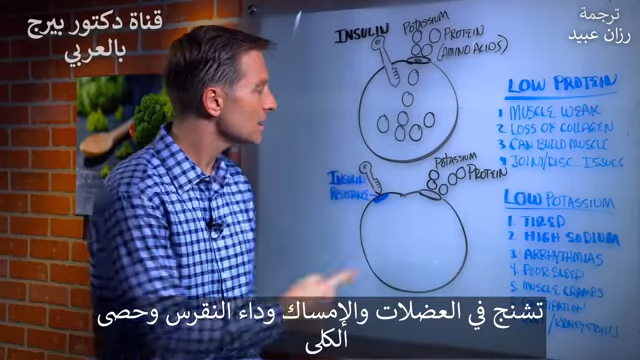 قناة دكتور بيرج
بالعربي
ترجمة
رزان عبيد
INSULIN
POTASSIUM
PROTEIN
(AMINO ACIDS)
LOW PROTEIN
1 MUSCLE WEAK
2 LOSS OF COLLAGEN
3 CAN BUILD MUSCLE
4 JOINT/DISC ISSUES
INSULIN
RESISTANCE
POTASSIUM
PROTEIN
LOW POTASSIUM
1. TIRED
2. HIGH SODIUM
3 ARRHYTHMIAS
4. POOR SLEEP
5. MUSCLE CRAMPS
تشنج في العضلات والإمساك وداء النقرس وحصى
الكلى